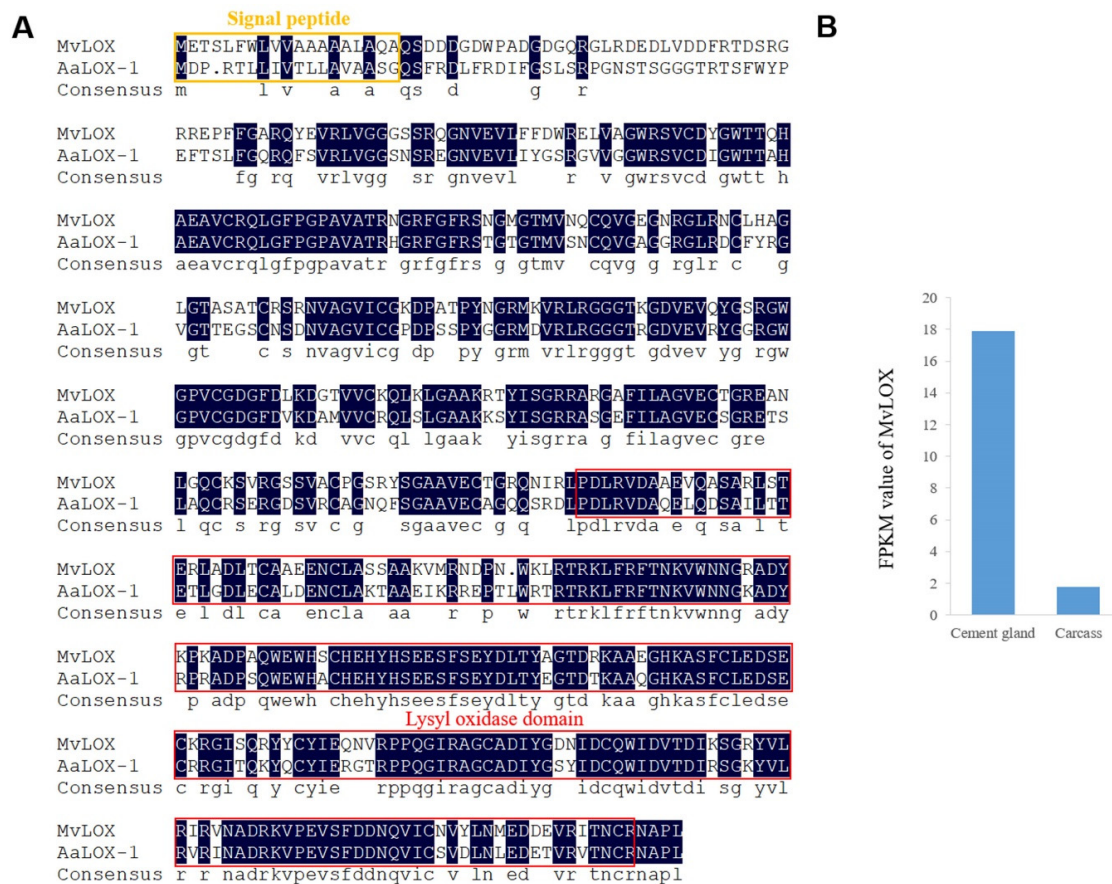 A
Signal peptide
MvLOX METSLFWLVVAAAAALAQAQSDDDGDWPADGDGQRGLRDEDLVDDFRTDSRG
AaLOX-1 MDP.RTLLIVTLLAVAASGQSFRDLFRDIFGSLSRPGNSTSGGGTRTSFWYP
Consensus m l v a a qs d g r
MvLOX RREPFFGARQYEVRLVGGGSSRQGNVEVLFFDWRELVAGWRSVCDYGWTTQH
AaLOX-1 EFTSLFGQRQFSVRLVGGSNSREGNVEVLIYGSRGVVGGWRSVCDIGWTTAH
Consensus fg rq vrlvgg sr gnvevl r v gwrsvcd gwtt h
MvLOX AEAVCRQLGFPGPAVATRNGRFGFRSNGMGTMVNQCQVGEGNRGLRNCLHAG
AaLOX-1 AEAVCRQLGFPGPAVATRHGRFGFRSTGTGTMVSNCQVGAGGRGLRDCFYRG
Consensus aeavcrqlgfpgpavatr grfgfrs g gtmv cqvg g rglr c g
MvLOX LGTASATCRSRNVAGVICGKDPATPYNGRMKVRLRGGGTKGDVEVQYGSRGW
AaLOX-1 VGTTEGSCNSDNVAGVICGPDPSSPYGGRMDVRLRGGGTRGDVEVRYGGRGW
Consensus gt c s nvagvicg dp py grm vrlrgggt gdvev yg rgw
MvLOX GPVCGDGFDLKDGTVVCKQLKLGAAKRTYISGRRARGAFILAGVECTGREAN
AaLOX-1 GPVCGDGFDVKDAMVVCRQLSLGAAKKSYISGRRASGEFILAGVECSGRETS
Consensus gpvcgdgfd kd vvc ql lgaak yisgrra g filagvec gre
MvLOX LGQCKSVRGSSVACPGSRYSGAAVECTGRQNIRLPDLRVDAAEVQASARLST
AaLOX-1 LAQCRSERGDSVRCAGNQFSGAAVECAGQQSRDLPDLRVDAQELQDSAILTT
Consensus l qc s rgsvc g sgaavec gq lpdlrvda e q sa l t
MvLOX ERLADLTCAAEENCLASSAAKVMRNDPN.WKLRTRKLFRFTNKVWNNGRADY
AaLOX-1 ETLGDLECALDENCLAKTAAEIKRREPTLWRTRTRKLFRFTNKVWNNGKADY
Consensus e l dl ca encla aa r p w rtrklfrftnkvwnng ady
MvLOX KPKADPAQWEWHSCHEHYHSEESFSEYDLTYAGTDRKAAEGHKASFCLEDSE
AaLOX-1 RPRADPSQWEWHACHEHYHSEESFSEYDLTYEGTDTKAAQGHKASFCLEDSE
Consensus p adp qwewh chehyhseesfseydlty gtd kaa ghkasfcledse
Lysyl oxidase domain
MvLOX CKRGISQRYYCYIEQNVRPPQGIRAGCADIYGDNIDCQWIDVTDIKSGRYVL
AaLOX-1 CRRGITQKYQCYIERGTRPPQGIRAGCADIYGSYIDCQWIDVTDIRSGKYVL
Consensus c rgi q y cyie rppqgiragcadiyg idcqwidvtdi sg yvl
MvLOX RIRVNADRKVPEVSFDDNQVICNVYLNMEDDEVRITNCRNAPL
AaLOX-1 RVRINADRKVPEVSFDDNQVICSVDLNLEDETVRVTNCRNAPL
Consensus r r nadrkvpevsfddnqvic v ln ed vr tncrnapl
B
FPKM value of MvLOX
20
18
16
14
12
10
8
6
4
2
0
Cement gland Carcass